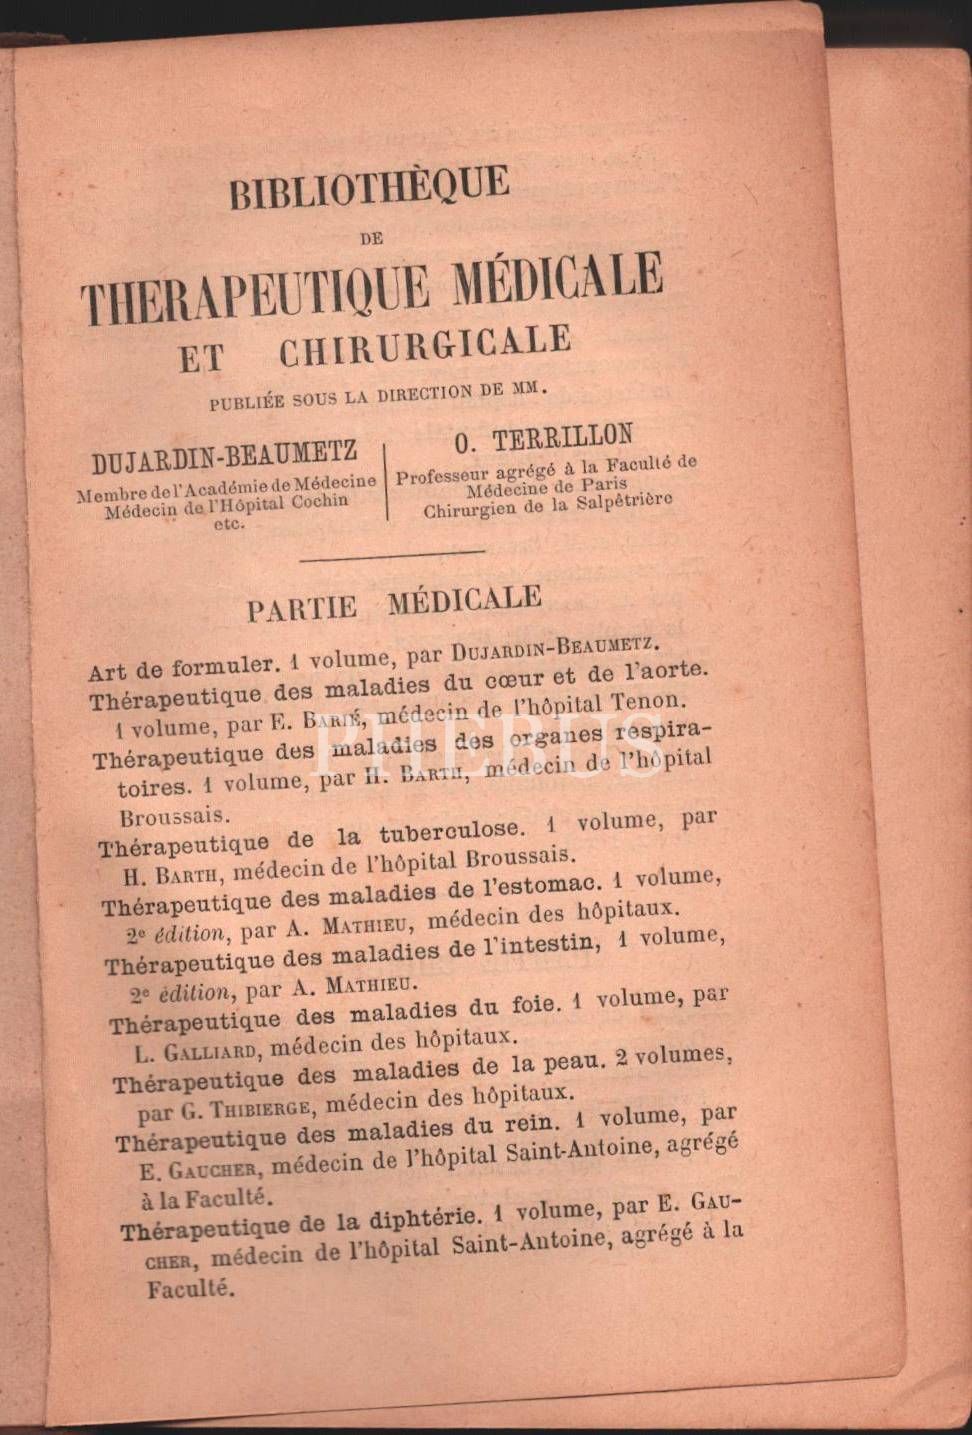 BIBLIOTHÈQUE
DE
THERAPEUTIQUE MÉDICALE
ET CHIRURGICALE
PUBLIÉE SOUS LA DIRECTION DE MM.
DUJARDIN-BEAUMETZ
Membre de l'Académie de Médecine
Médecin de l'Hôpital Cochin
etc.
O. TERRILLON
Professeur agrégé à la Faculté de
Médecine de Paris
Chirurgien de la Salpêtrière
PARTIE MÉDICALE
Art de formuler. 1 volume, par DUJARDIN-BEAUMETZ.
Thérapeutique des maladies du cœur et de l'aorte.
1 volume, par E. BARIÉ, médecin de l'hôpital Tenon.
Thérapeutique des maladies des organes respira-
toires. 1 volume, par H. BARTH, médecin de l'hôpital
Broussais.
Thérapeutique de la tuberculose. 1 volume, par
H. BARTH, médecin de l'hôpital Broussais.
Thérapeutique des maladies de l'estomac. 1 volume,
2e édition, par A. MATHIEU, médecin des hôpitaux.
Thérapeutique des maladies de l'intestin, 1 volume,
2e édition, par A. MATHIEU.
Thérapeutique des maladies du foie. 1 volume, par
L. GALLIARD, médecin des hôpitaux.
Thérapeutique des maladies de la peau. 2 volumes,
par G. THIBIERGE, médecin des hôpitaux.
Thérapeutique des maladies du rein. 1 volume, par
E. GAUCHER, médecin de l'hôpital Saint-Antoine, agrégé
à la Faculté.
Thérapeutique de la diphtérie. 1 volume, par E. GAU-
CHER, médecin de l'hôpital Saint-Antoine, agrégé à la
Faculté.
PHEBUS